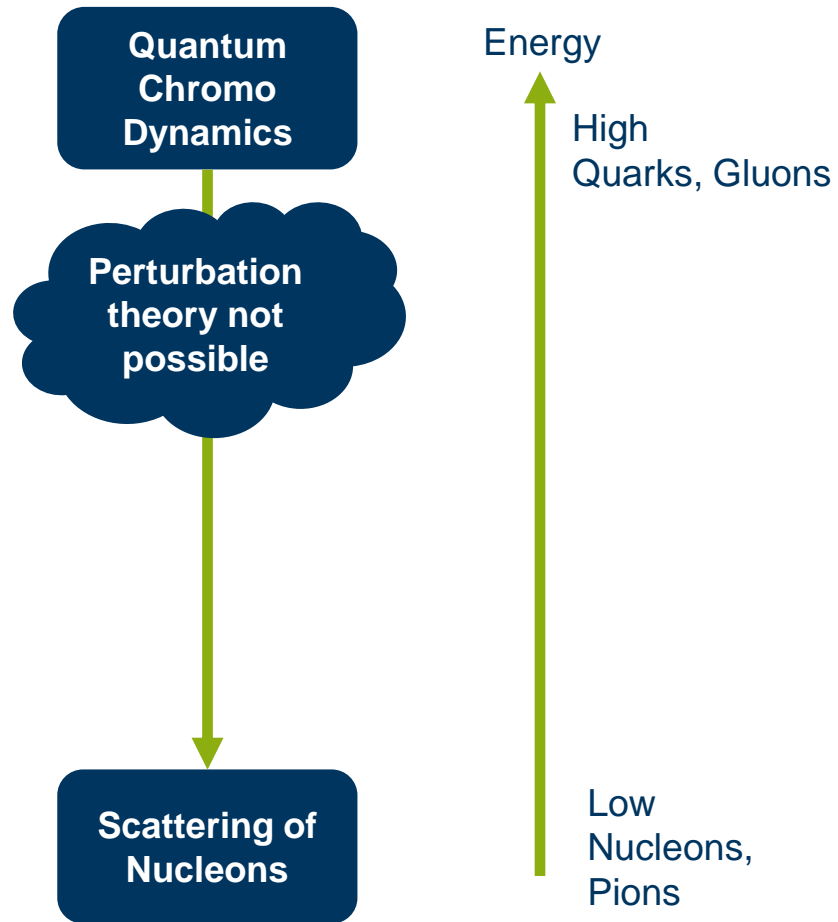 Quantum
Chromo
Dynamics
Energy
High
Quarks, Gluons
Perturbation
theory not
possible
Scattering of
Nucleons
Low
Nucleons,
Pions